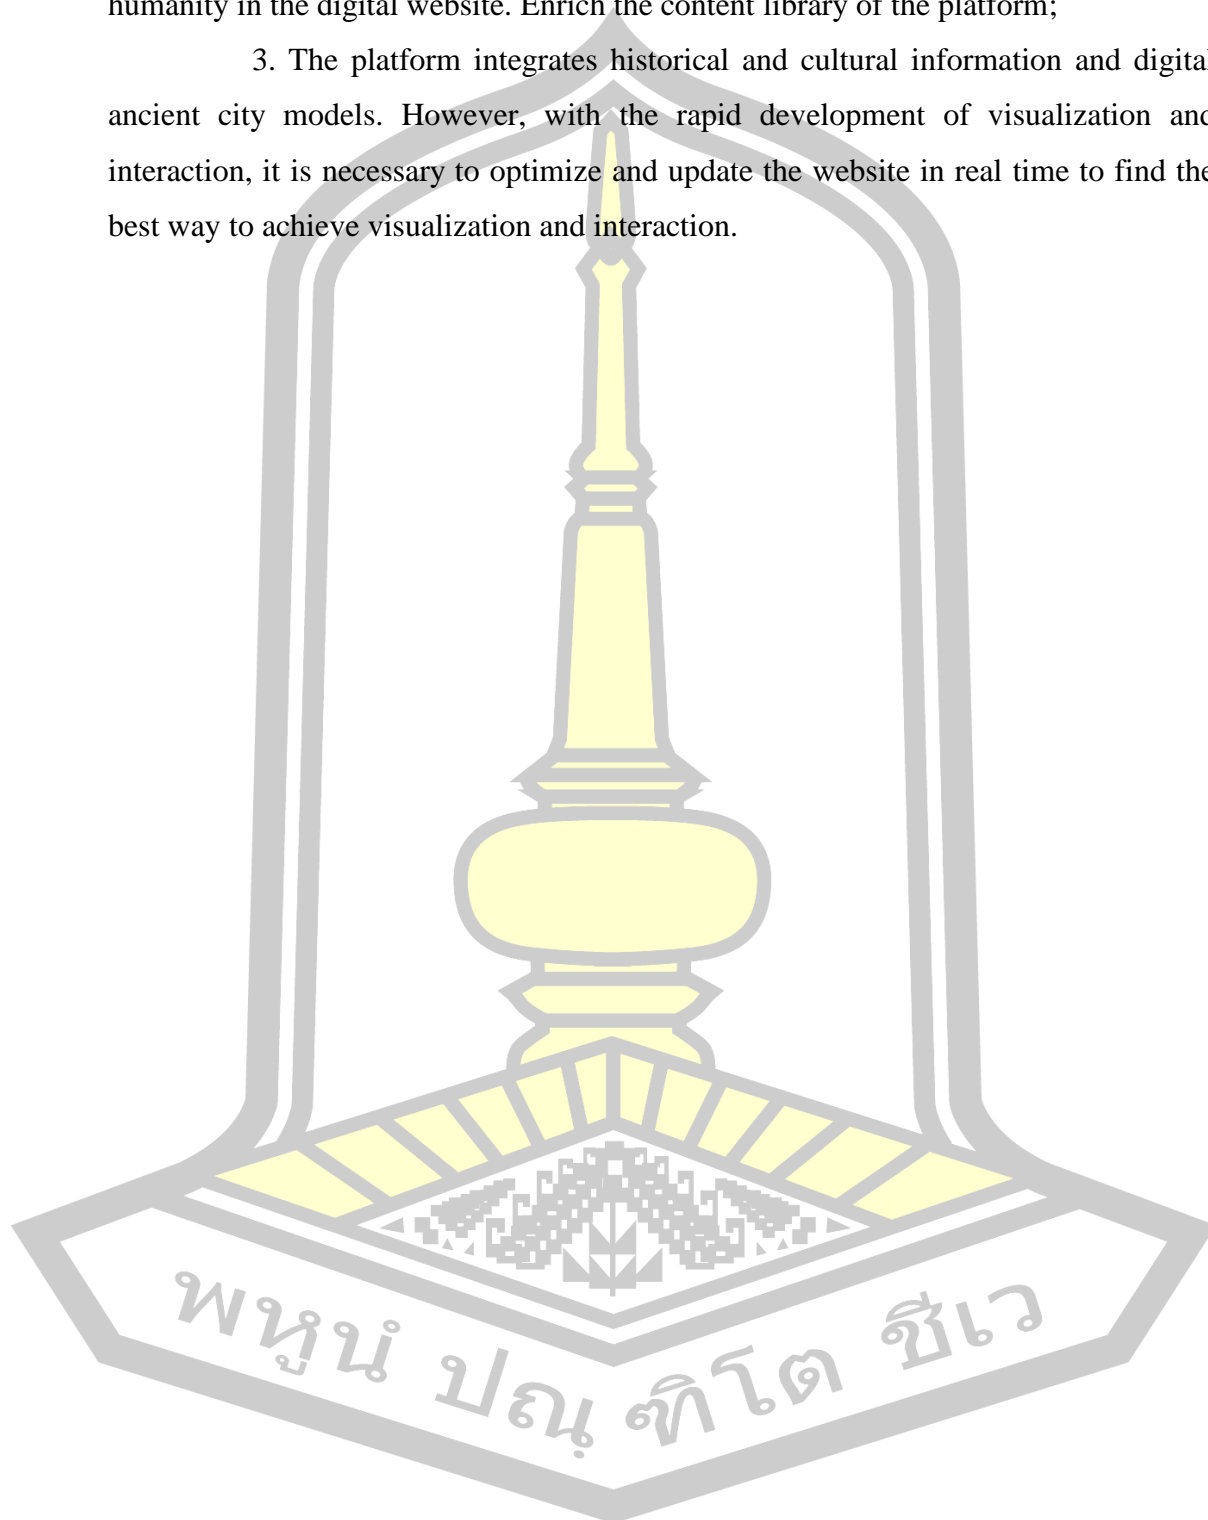 humanity in the digital website. Enrich the content library of the platform;
3. The platform integrates historical and cultural information and digital
ancient city models. However, with the rapid development of visualization and
interaction, it is necessary to optimize and update the website in real time to find the
best way to achieve visualization and interaction.
พหูนํ ปณฺฑิโต ชีเว